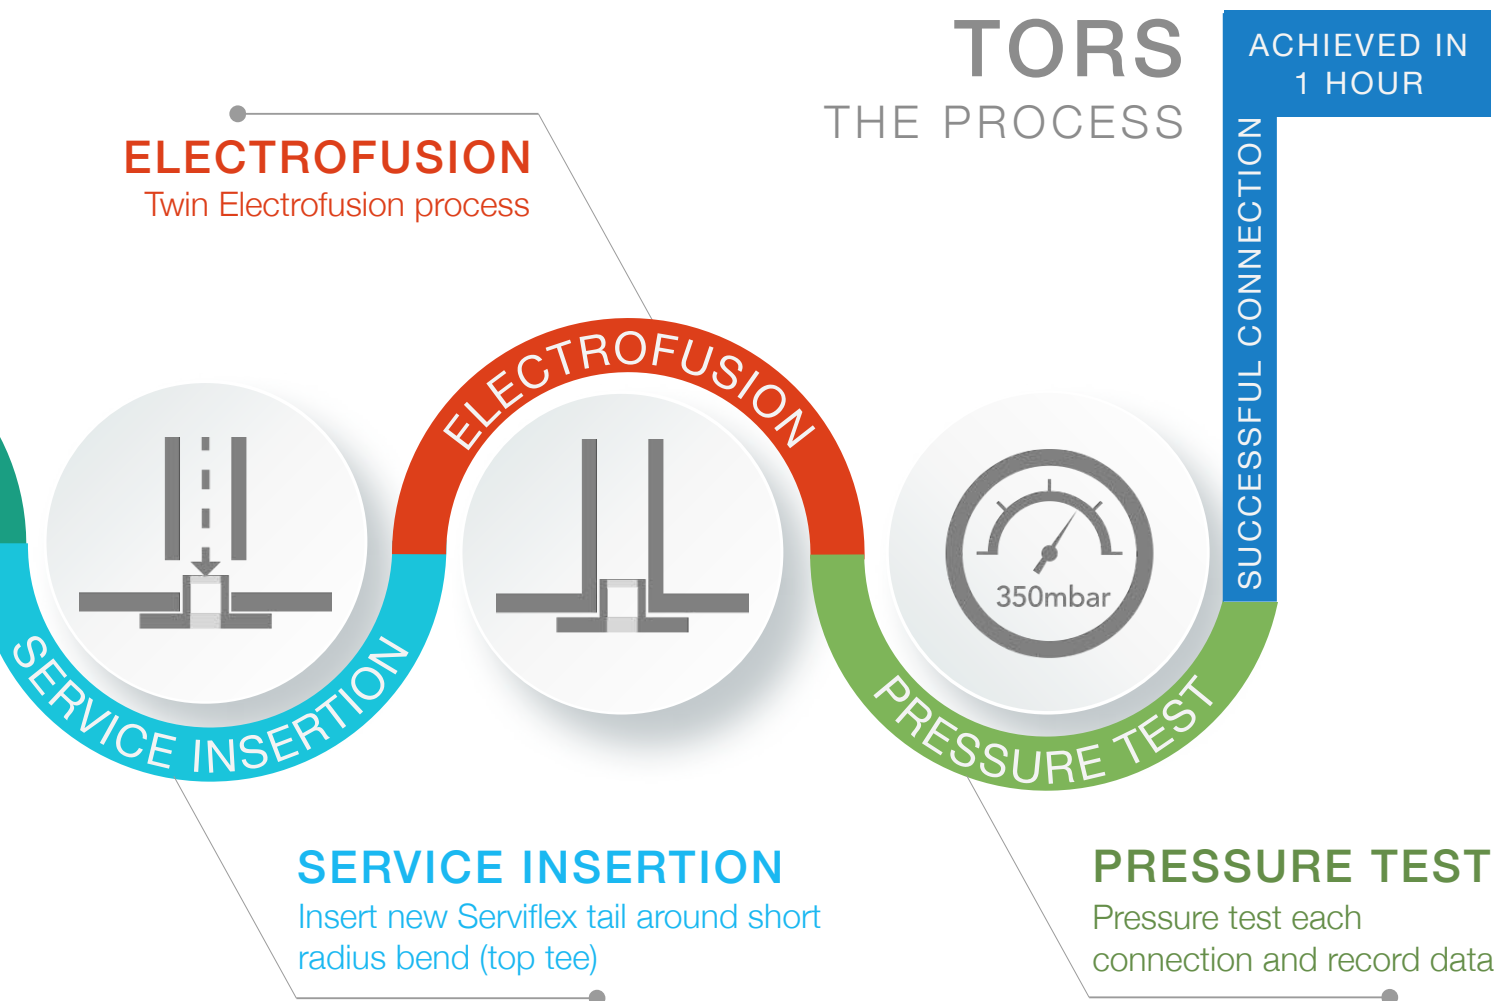 TORS
THE PROCESS
ACHIEVED IN
1 HOUR
SUCCESSFUL CONNECTION
ELECTROFUSION
Twin Electrofusion process
ELECTROFUSION
350mbar
SERVICE INSERTION
PRESSURE TEST
SERVICE INSERTION
Insert new Serviflex tail around short
radius bend (top tee)
PRESSURE TEST
Pressure test each
connection and record data